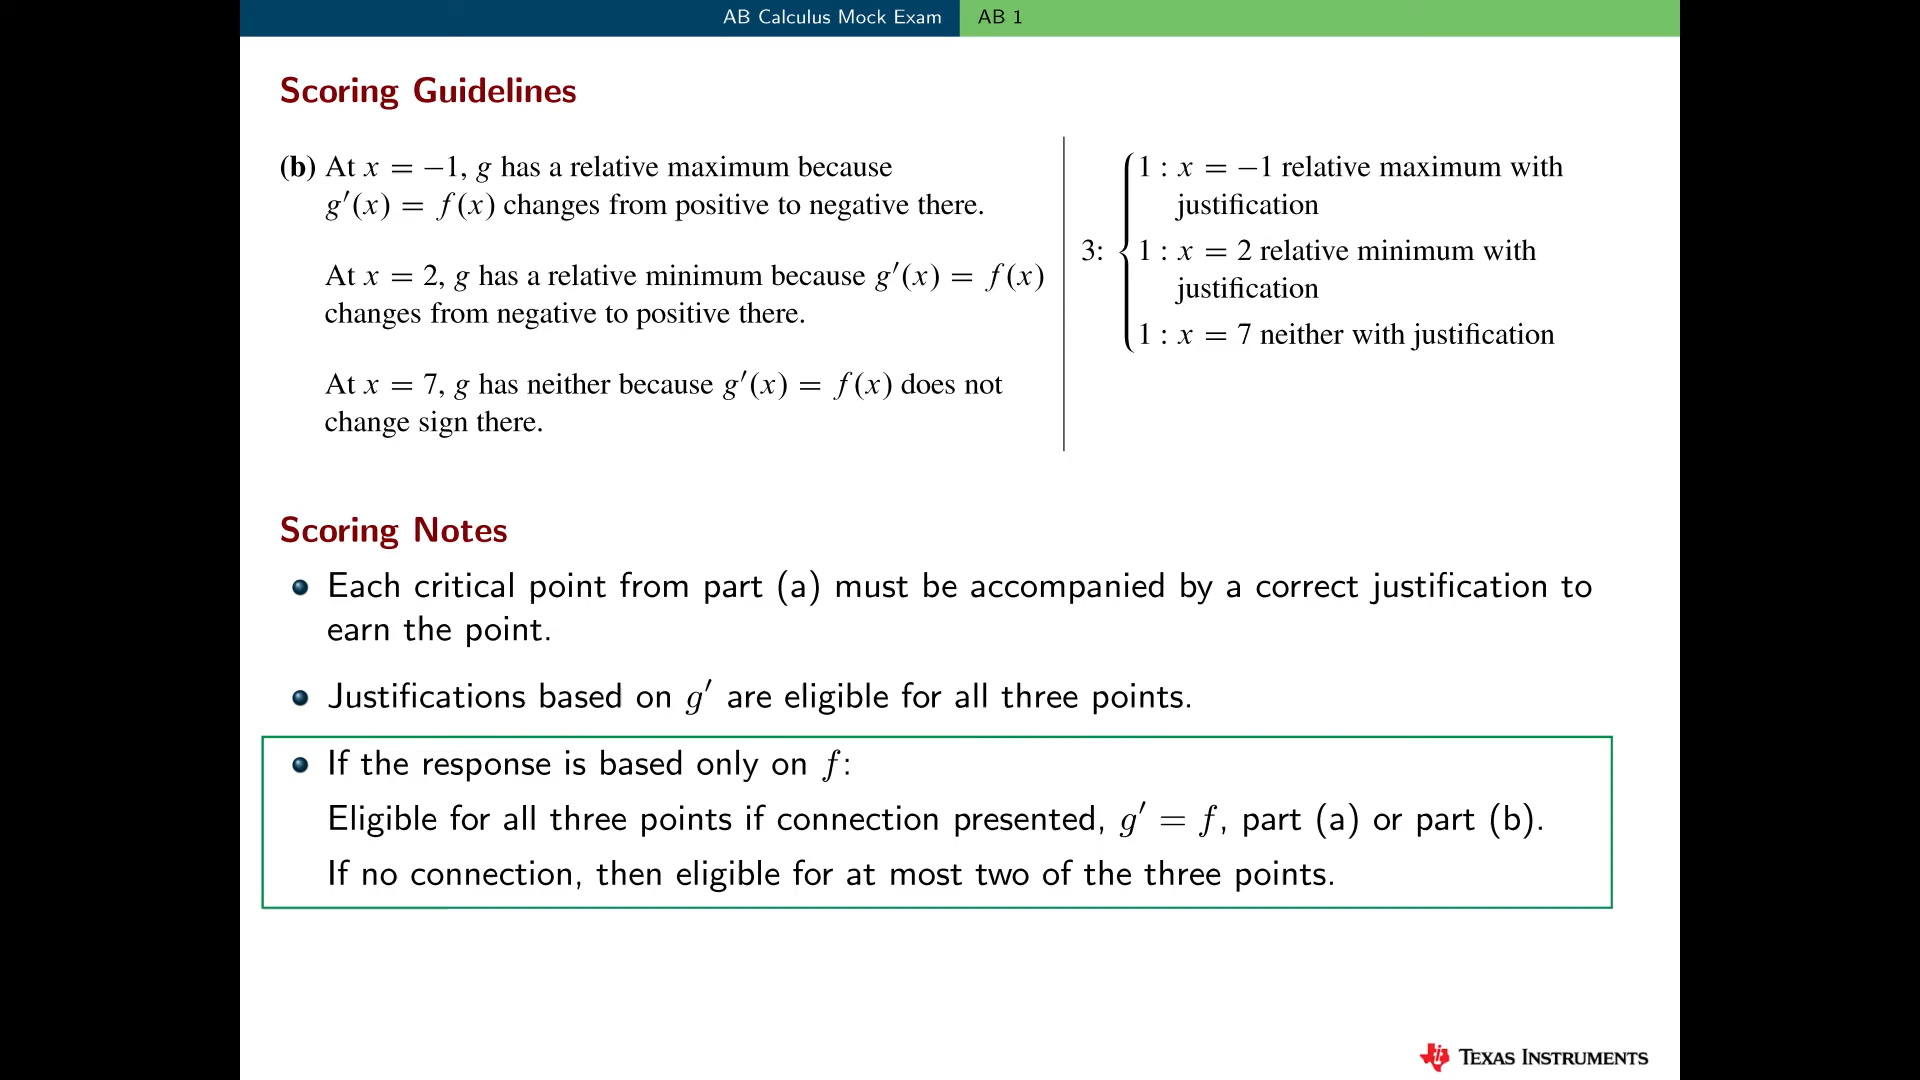 AB Calculus Mock Exam AB 1
Scoring Guidelines
(b) At x = −1, g has a relative maximum because
g′(x) = f(x) changes from positive to negative there.
At x = 2, g has a relative minimum because g′(x) = f(x)
changes from negative to positive there.
At x = 7, g has neither because g′(x) = f(x) does not
change sign there.
3:
1 : x = −1 relative maximum with
justification
1 : x = 2 relative minimum with
justification
1 : x = 7 neither with justification
Scoring Notes
• Each critical point from part (a) must be accompanied by a correct justification to
earn the point.
• Justifications based on g′ are eligible for all three points.
• If the response is based only on f:
Eligible for all three points if connection presented, g′ = f, part (a) or part (b).
If no connection, then eligible for at most two of the three points.
TEXAS INSTRUMENTS